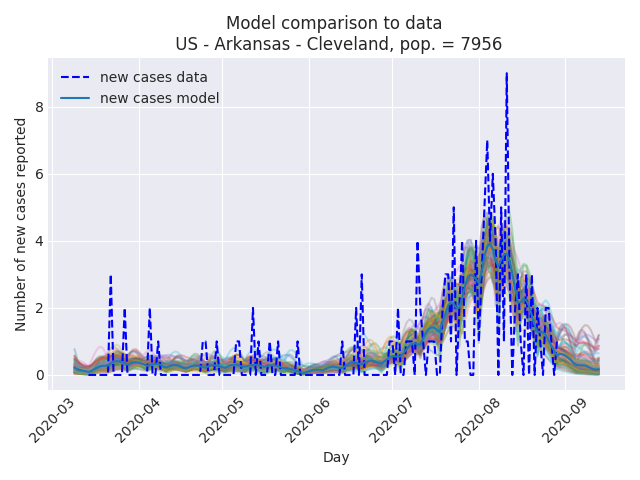 Model comparison to data
US - Arkansas - Cleveland, pop. = 7956
new cases data
new cases model
Number of new cases reported
8
6
4
2
0
2020-03
2020-04
2020-05
2020-06
2020-07
2020-08
2020-09
Day